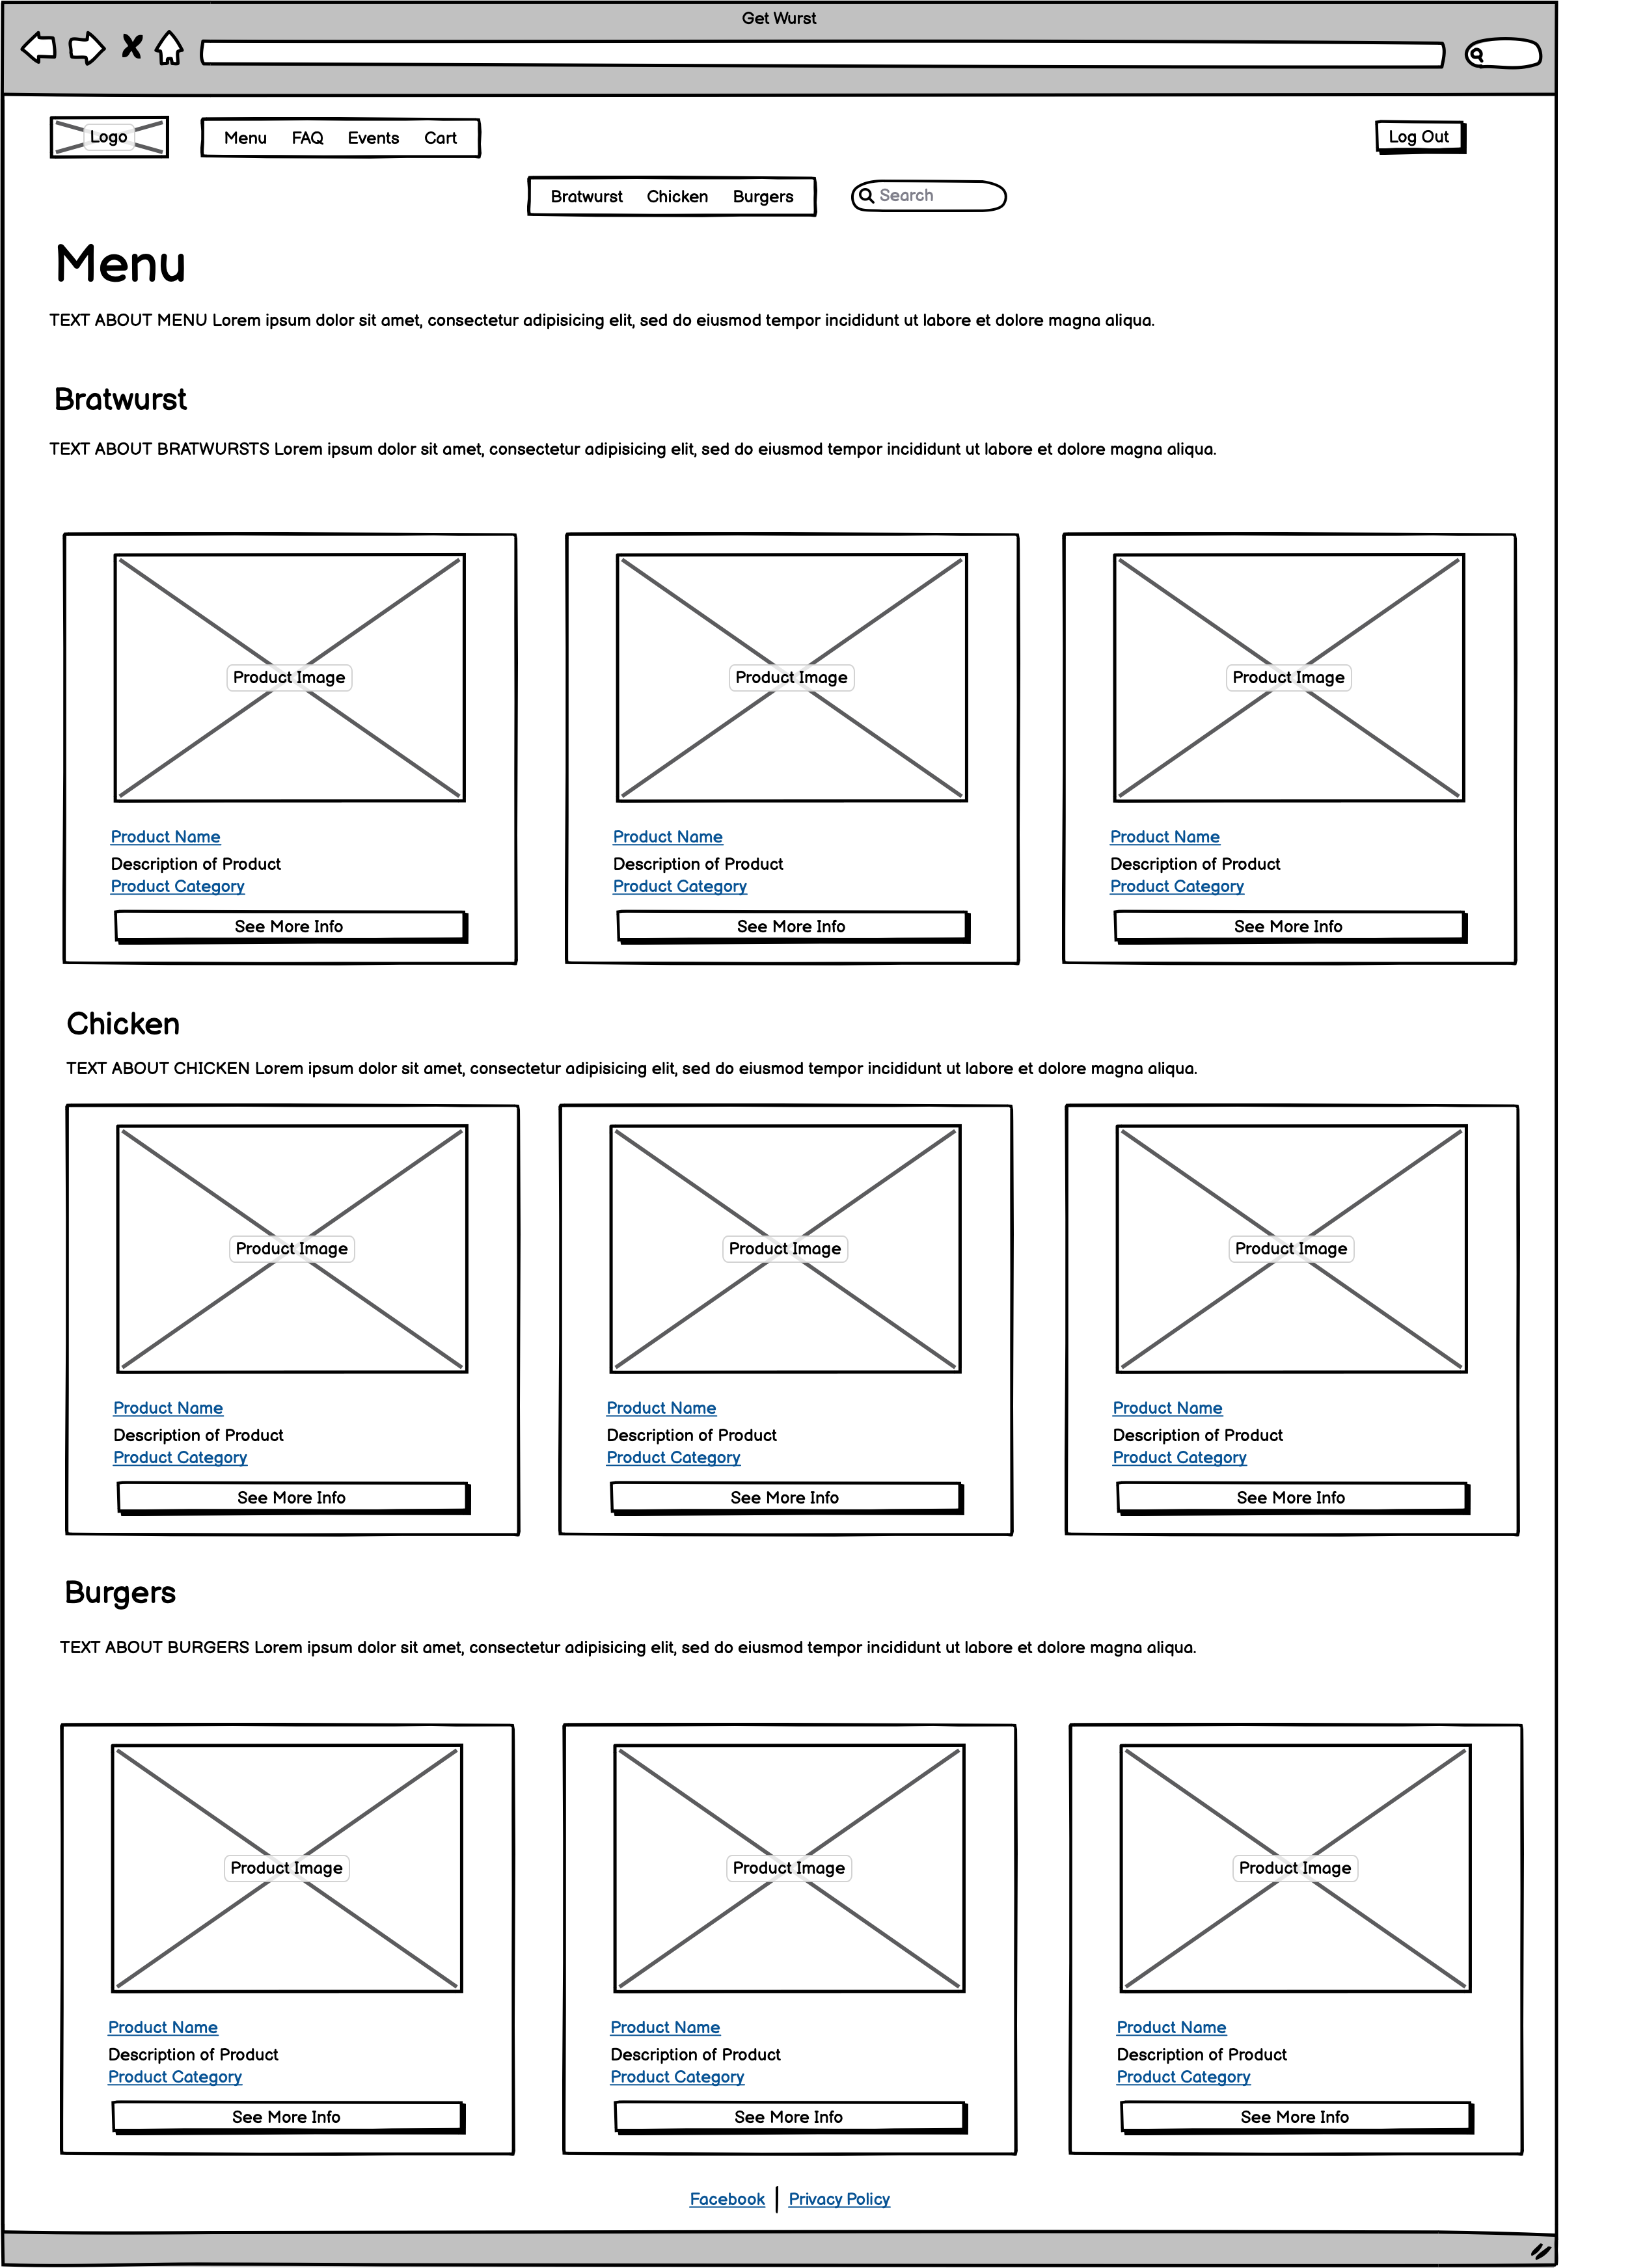 Get Wurst
Logo
Menu FAQ Events Cart
Log Out
Bratwurst Chicken Burgers
Search
Menu
TEXT ABOUT MENU Lorem ipsum dolor sit amet, consectetur adipisicing elit, sed do eiusmod tempor incididunt ut labore et dolore magna aliqua.
Bratwurst
TEXT ABOUT BRATWURSTS Lorem ipsum dolor sit amet, consectetur adipisicing elit, sed do eiusmod tempor incididunt ut labore et dolore magna aliqua.
Product Image
Product Name
Description of Product
Product Category
See More Info
Product Image
Product Name
Description of Product
Product Category
See More Info
Product Image
Product Name
Description of Product
Product Category
See More Info
Chicken
TEXT ABOUT CHICKEN Lorem ipsum dolor sit amet, consectetur adipisicing elit, sed do eiusmod tempor incididunt ut labore et dolore magna aliqua.
Product Image
Product Name
Description of Product
Product Category
See More Info
Product Image
Product Name
Description of Product
Product Category
See More Info
Product Image
Product Name
Description of Product
Product Category
See More Info
Burgers
TEXT ABOUT BURGERS Lorem ipsum dolor sit amet, consectetur adipisicing elit, sed do eiusmod tempor incididunt ut labore et dolore magna aliqua.
Product Image
Product Name
Description of Product
Product Category
See More Info
Product Image
Product Name
Description of Product
Product Category
See More Info
Product Image
Product Name
Description of Product
Product Category
See More Info
Facebook
Privacy Policy